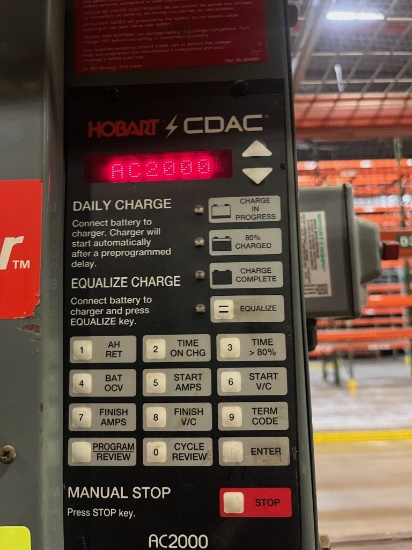 HOBART CDAC
AC2000
DAILY CHARGE
Connect battery to
charger. Charger will
start automatically
after a preprogrammed
delay.
CHARGE
IN
PROGRESS
80%
CHARGED
CHARGE
COMPLETE
EQUALIZE CHARGE
Connect battery to
charger and press
EQUALIZE key.
= EQUALIZE
1 AH
RET
2 TIME
ON CHG
3 TIME
> 80%
4 BAT
OCV
5 START
AMPS
6 START
V/C
7 FINISH
AMPS
8 FINISH
V/C
9 TERM
CODE
PROGRAM
REVIEW
0 CYCLE
REVIEW
ENTER
MANUAL STOP
Press STOP key.
STOP
AC2000
r
TM